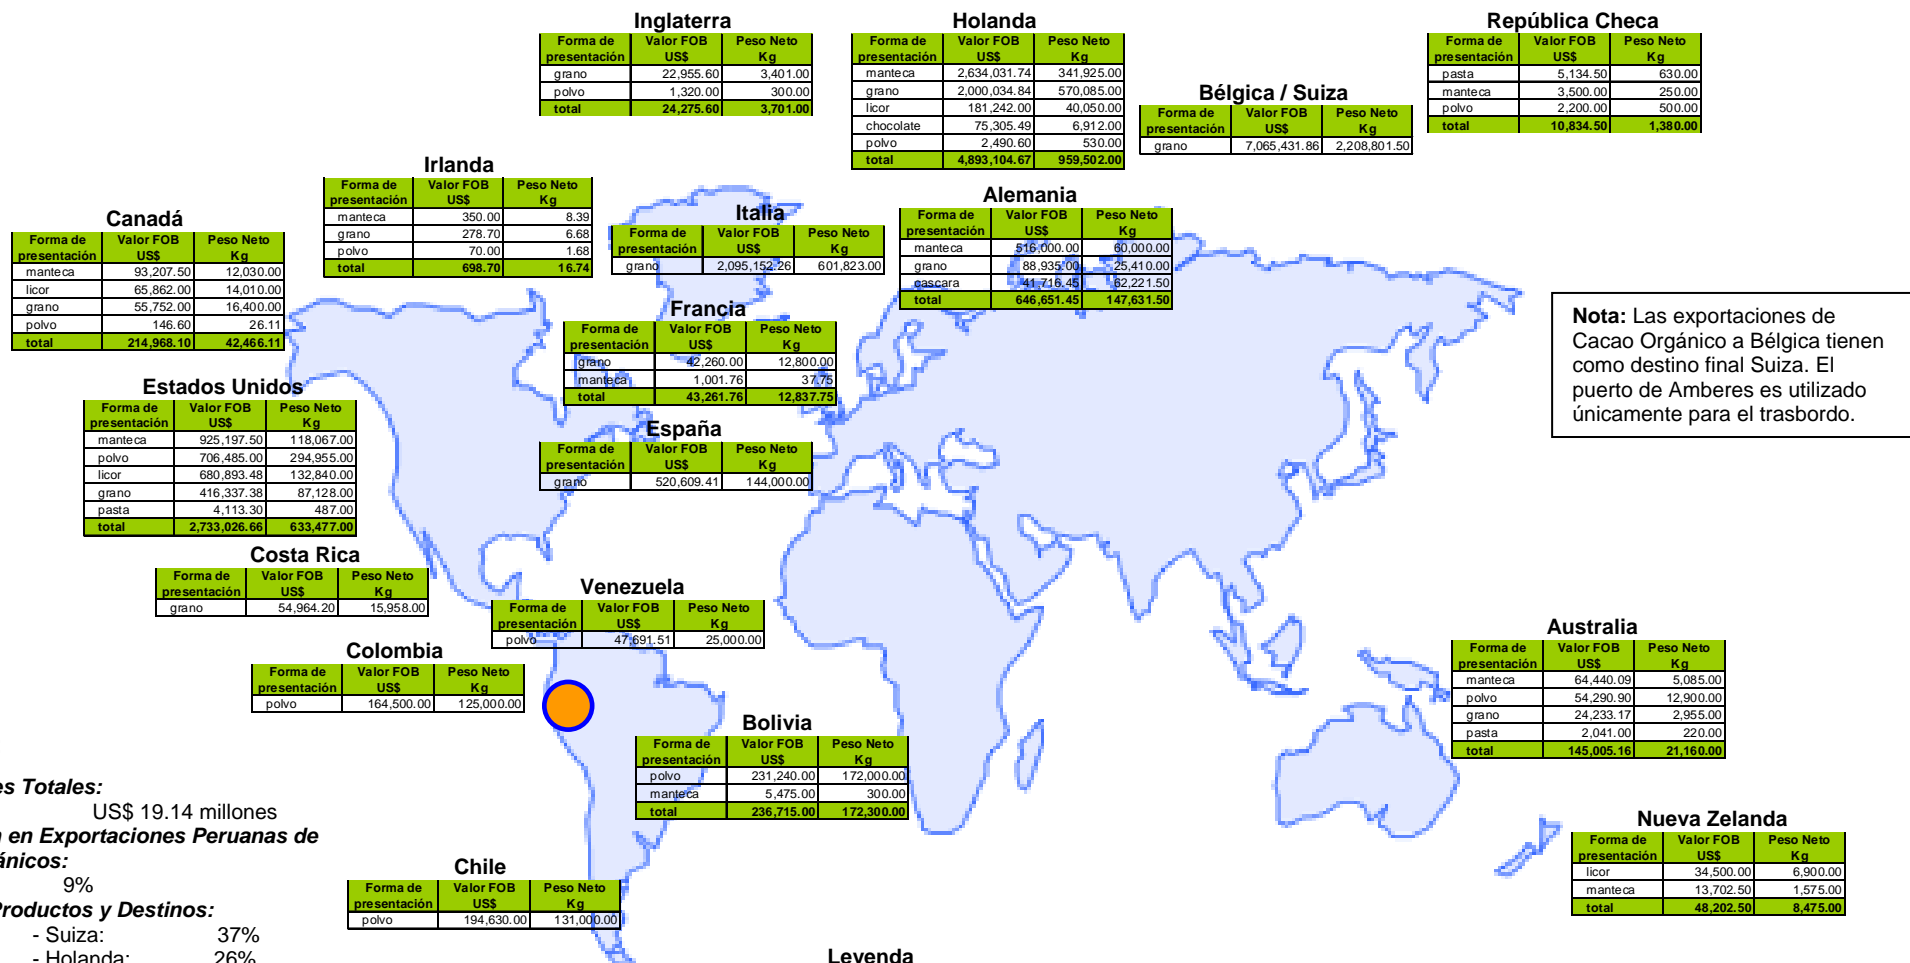 Inglaterra
Forma de presentación Valor FOB US$ Peso Neto Kg
grano 22,955.60 3,401.00
polvo 1,320.00 300.00
total 24,275.60 3,701.00
Holanda
Forma de presentación Valor FOB US$ Peso Neto Kg
manteca 2,634,031.74 341,925.00
grano 2,000,034.84 570,085.00
licor 181,242.00 40,050.00
chocolate 75,305.49 6,912.00
polvo 2,490.60 530.00
total 4,893,104.67 959,502.00
Bélgica / Suiza
Forma de presentación Valor FOB US$ Peso Neto Kg
grano 7,065,431.86 2,208,801.50
República Checa
Forma de presentación Valor FOB US$ Peso Neto Kg
pasta 5,134.50 630.00
manteca 3,500.00 250.00
polvo 2,200.00 500.00
total 10,834.50 1,380.00
Irlanda
Forma de presentación Valor FOB US$ Peso Neto Kg
manteca 350.00 8.39
grano 278.70 6.68
polvo 70.00 1.68
total 698.70 16.74
Canadá
Forma de presentación Valor FOB US$ Peso Neto Kg
manteca 93,207.50 12,030.00
licor 65,862.00 14,010.00
grano 55,752.00 16,400.00
polvo 146.60 26.11
total 214,968.10 42,466.11
Italia
Forma de presentación Valor FOB US$ Peso Neto Kg
grano 2,095,152.26 601,823.00
Alemania
Forma de presentación Valor FOB US$ Peso Neto Kg
manteca 516,000.00 60,000.00
grano 88,935.00 25,410.00
cascara 41,716.45 62,221.50
total 646,651.45 147,631.50
Francia
Forma de presentación Valor FOB US$ Peso Neto Kg
grano 42,260.00 12,800.00
manteca 1,001.76 37.75
total 43,261.76 12,837.75
Nota: Las exportaciones de
Cacao Orgánico a Bélgica tienen
como destino final Suiza. El
puerto de Amberes es utilizado
únicamente para el trasbordo.
Estados Unidos
Forma de presentación Valor FOB US$ Peso Neto Kg
manteca 925,197.50 118,067.00
polvo 706,485.00 294,955.00
licor 680,893.48 132,840.00
grano 416,337.38 87,128.00
pasta 4,113.30 487.00
total 2,733,026.66 633,477.00
España
Forma de presentación Valor FOB US$ Peso Neto Kg
grano 520,609.41 144,000.00
Costa Rica
Forma de presentación Valor FOB US$ Peso Neto Kg
grano 54,964.20 15,958.00
Venezuela
Forma de presentación Valor FOB US$ Peso Neto Kg
polvo 47,691.51 25,000.00
Colombia
Forma de presentación Valor FOB US$ Peso Neto Kg
polvo 164,500.00 125,000.00
Australia
Forma de presentación Valor FOB US$ Peso Neto Kg
manteca 64,440.09 5,085.00
polvo 54,290.90 12,900.00
grano 24,233.17 2,955.00
pasta 2,041.00 220.00
total 145,005.16 21,160.00
Bolivia
Forma de presentación Valor FOB US$ Peso Neto Kg
polvo 231,240.00 172,000.00
manteca 5,475.00 300.00
total 236,715.00 172,300.00
Nueva Zelanda
Forma de presentación Valor FOB US$ Peso Neto Kg
licor 34,500.00 6,900.00
manteca 13,702.50 1,575.00
total 48,202.50 8,475.00
Chile
Forma de presentación Valor FOB US$ Peso Neto Kg
polvo 194,630.00 131,000.00
es Totales:
US$ 19.14 millones
n en Exportaciones Peruanas de
ánicos:
9%
Productos y Destinos:
- Suiza: 37%
- Holanda: 26%
Leyenda